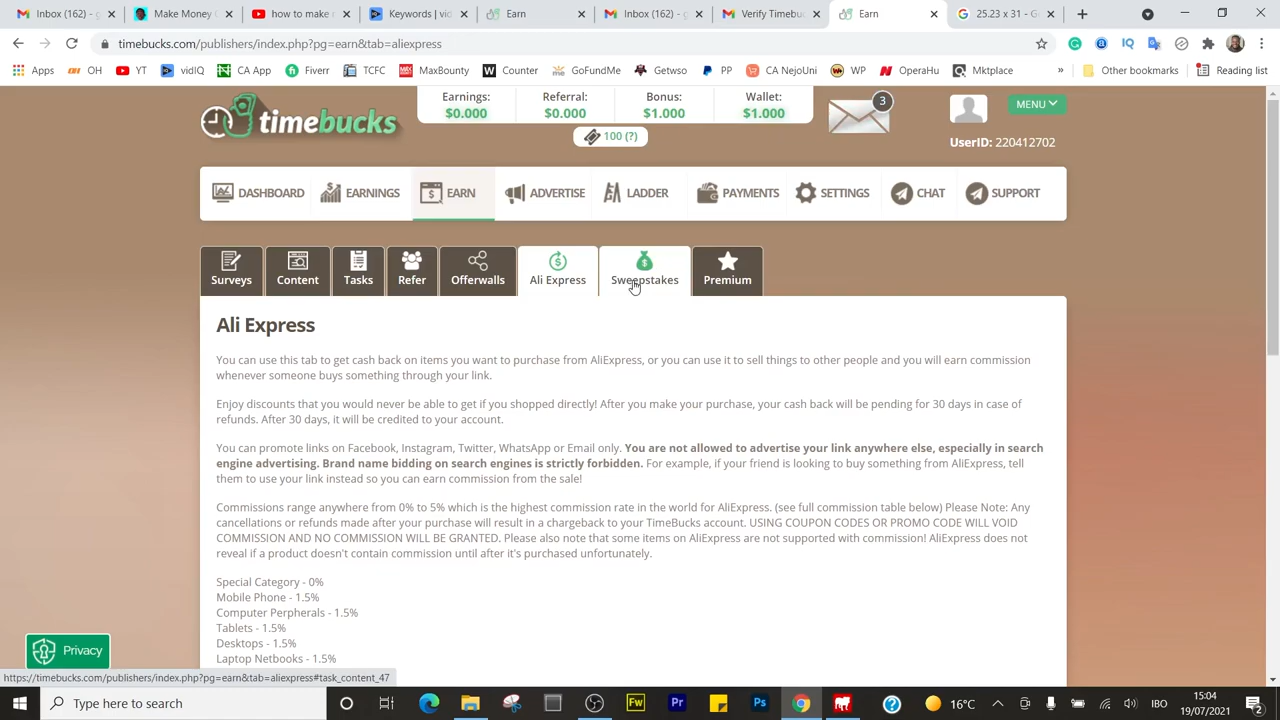 Inbox (162) - g
Make Money O
how to make m
Keywords | vid
Earn
Inbox (162) - g
Verify Timebuc
Earn
25.23 x 31 - G
timebucks.com/publishers/index.php?pg=earn&tab=aliexpress
Apps
OH
YT
vidIQ
CA App
Fiverr
TCFC
MaxBounty
Counter
GoFundMe
Getwso
PP
CA NejoUni
WP
OperaHu
Mktplace
»
Other bookmarks
Reading list
timebucks
Earnings: Referral: Bonus: Wallet:
$0.000 $0.000 $1.000 $1.000
100 (?)
3
MENU
UserID: 220412702
DASHBOARD EARNINGS EARN ADVERTISE LADDER PAYMENTS SETTINGS CHAT SUPPORT
Surveys Content Tasks Refer Offerwalls Ali Express Sweepstakes Premium
Ali Express
You can use this tab to get cash back on items you want to purchase from AliExpress, or you can use it to sell things to other people and you will earn commission
whenever someone buys something through your link.
Enjoy discounts that you would never be able to get if you shopped directly! After you make your purchase, your cash back will be pending for 30 days in case of
refunds. After 30 days, it will be credited to your account.
You can promote links on Facebook, Instagram, Twitter, WhatsApp or Email only. You are not allowed to advertise your link anywhere else, especially in search
engine advertising. Brand name bidding on search engines is strictly forbidden. For example, if your friend is looking to buy something from AliExpress, tell
them to use your link instead so you can earn commission from the sale!
Commissions range anywhere from 0% to 5% which is the highest commission rate in the world for AliExpress. (see full commission table below) Please Note: Any
cancellations or refunds made after your purchase will result in a chargeback to your TimeBucks account. USING COUPON CODES OR PROMO CODE WILL VOID
COMMISSION AND NO COMMISSION WILL BE GRANTED. Please also note that some items on AliExpress are not supported with commission! AliExpress does not
reveal if a product doesn't contain commission until after it's purchased unfortunately.
Special Category - 0%
Mobile Phone - 1.5%
Computer Perpherals - 1.5%
Tablets - 1.5%
Desktops - 1.5%
Laptop Netbooks - 1.5%
Privacy
https://timebucks.com/publishers/index.php?pg=earn&tab=aliexpress#task_content_47
Type here to search
Fw
Pr
Ps
16°C
IBO
15:04
19/07/2021
2